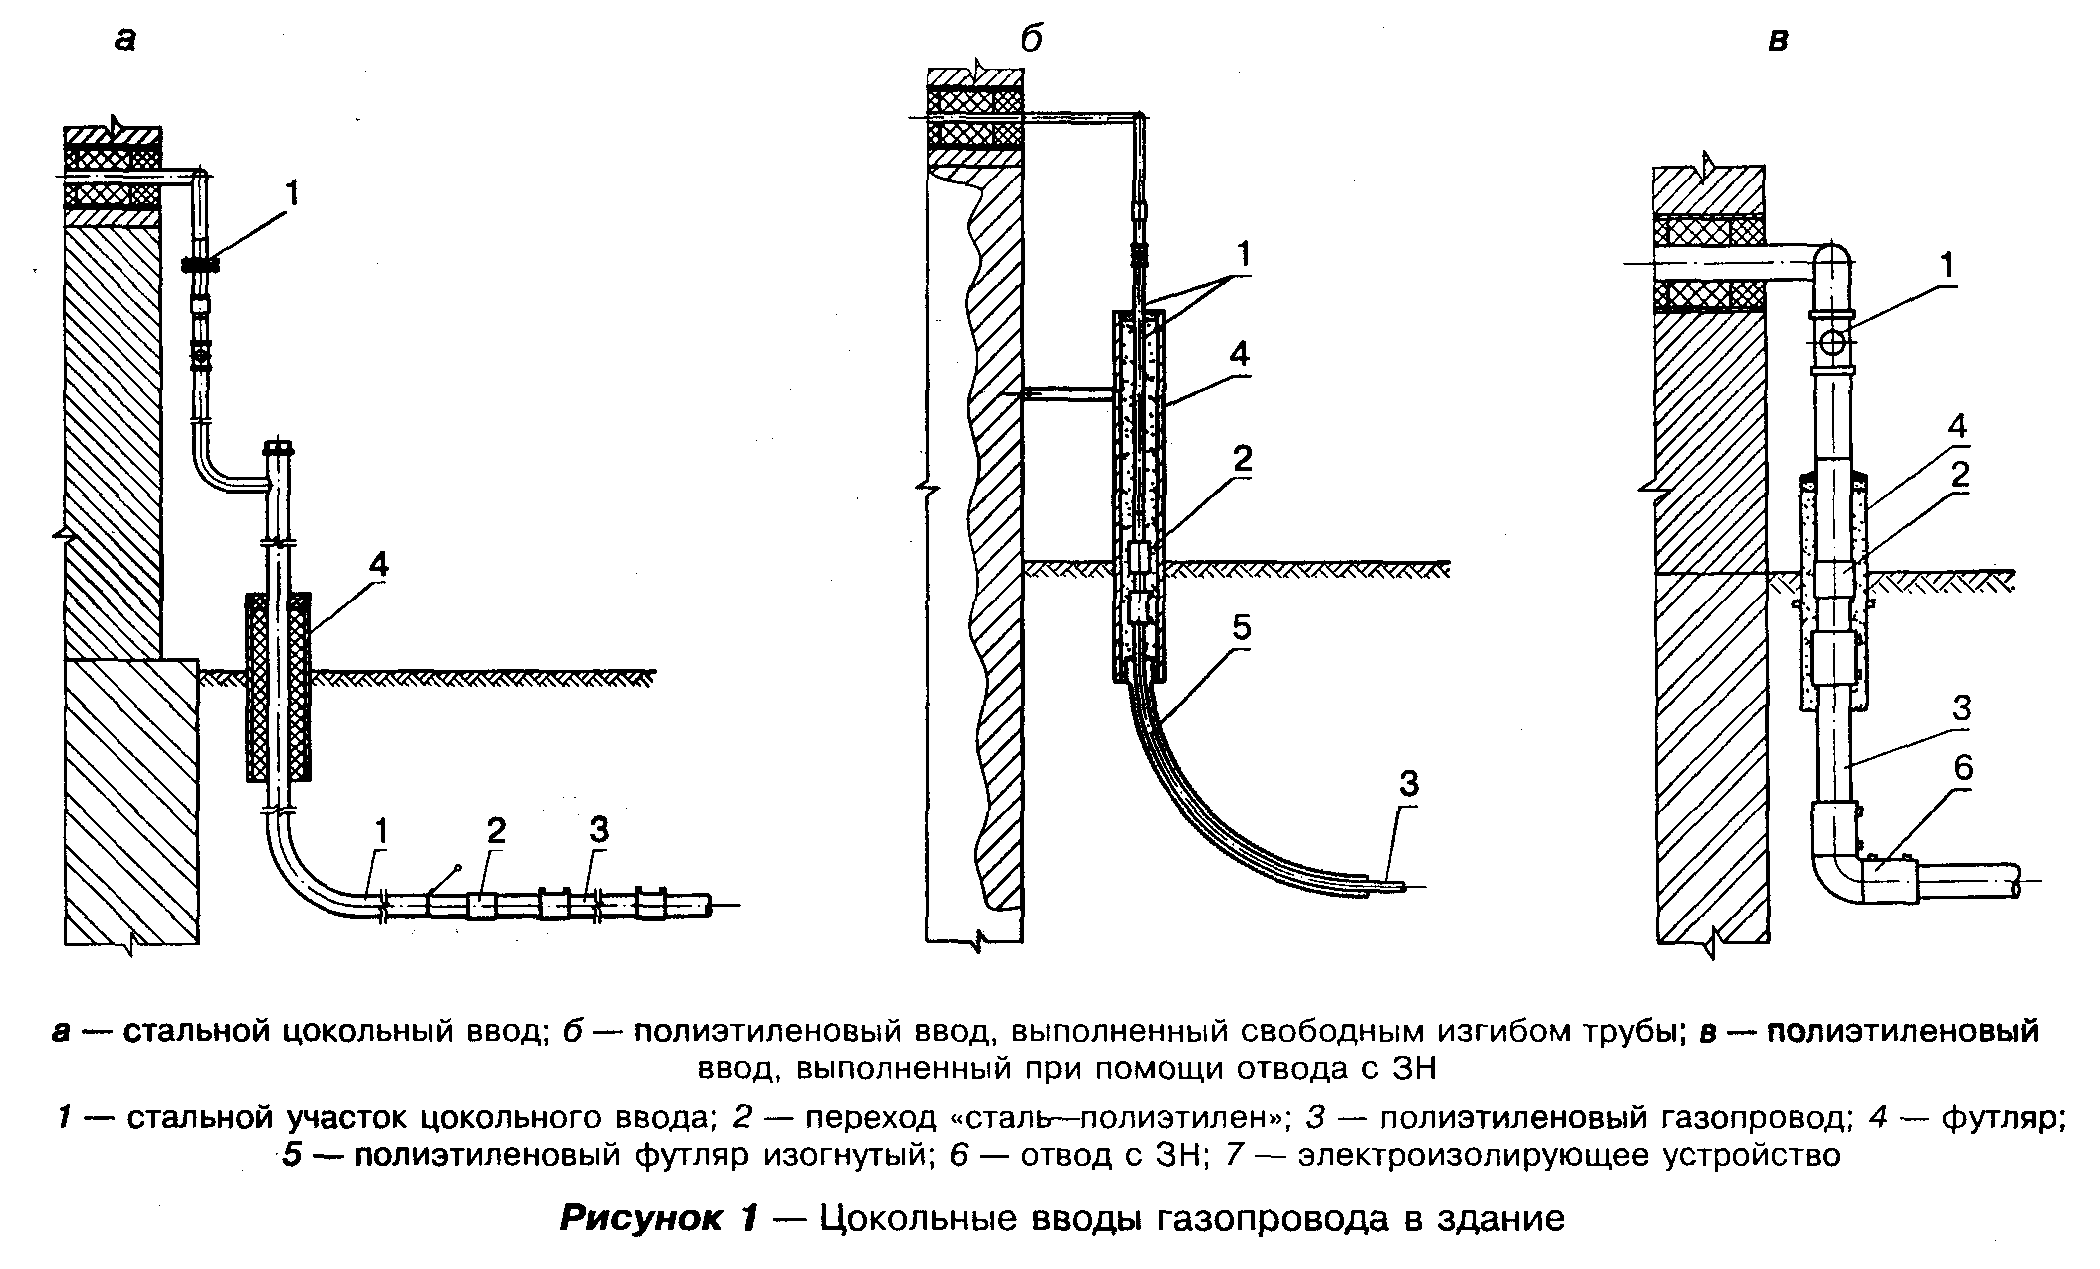 а
б
в
1
4
1
2
3
1
4
2
5
3
1
4
2
3
6
а — стальной цокольный ввод; б — полиэтиленовый ввод, выполненный свободным изгибом трубы; в — полиэтиленовый
ввод, выполненный при помощи отвода с ЗН
1 — стальной участок цокольного ввода; 2 — переход «сталь—полиэтилен»; 3 — полиэтиленовый газопровод; 4 — футляр;
5 — полиэтиленовый футляр изогнутый; 6 — отвод с ЗН; 7 — электроизолирующее устройство
Рисунок 1 — Цокольные вводы газопровода в здание